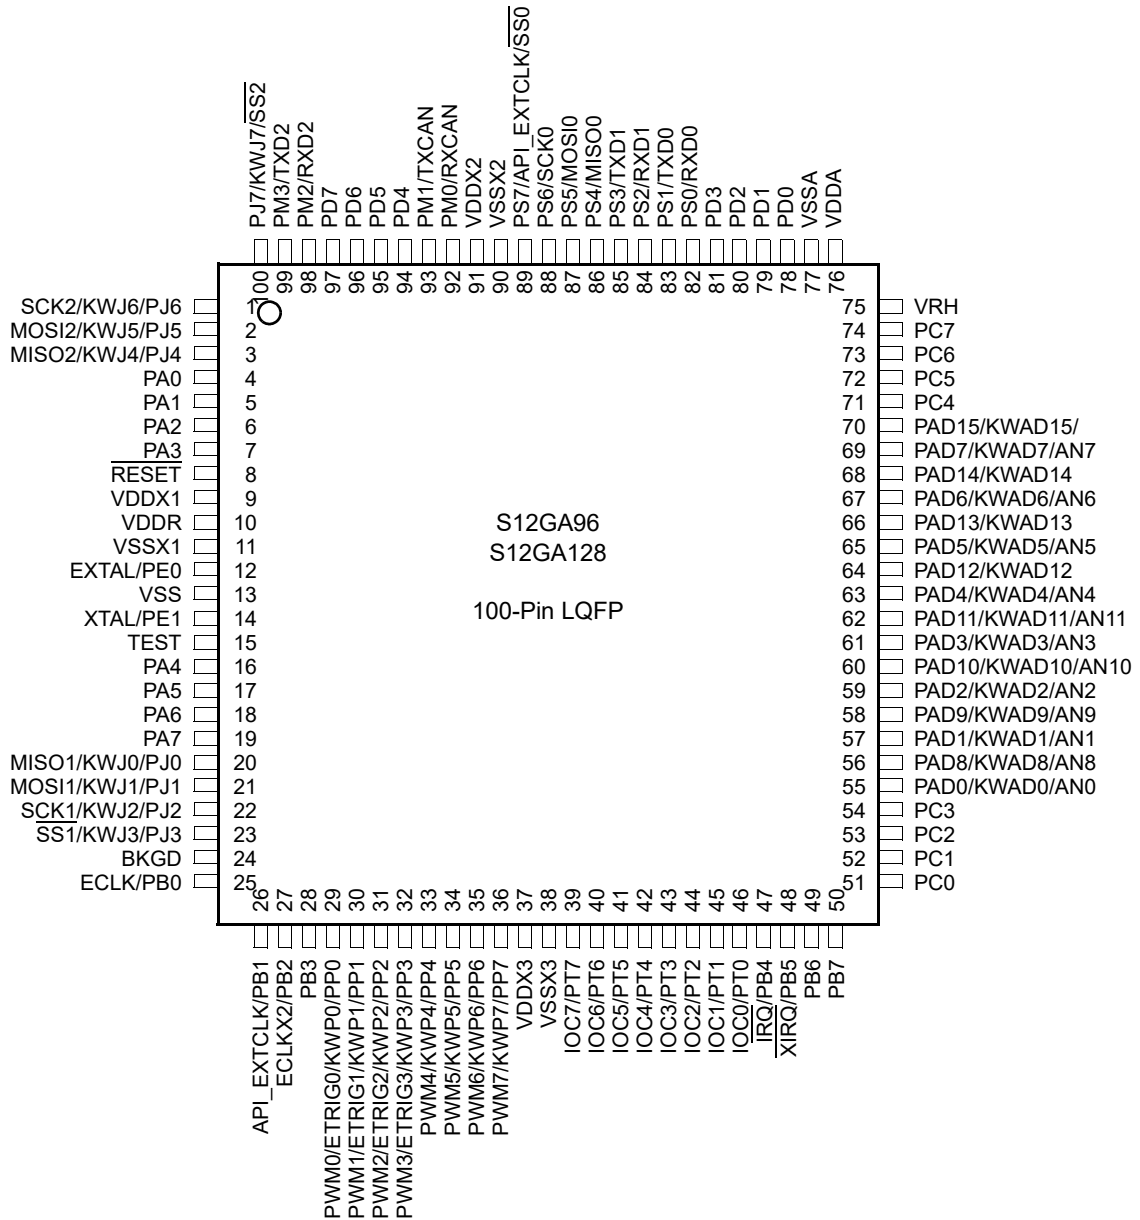 PJ7/KWJ7/SS2
PM3/TXD2
PM2/RXD2
PD7
PD6
PD5
PD4
PM1/TXCAN
PM0/RXCAN
VDDX2
VSSX2
PS7/API_EXTCLK/SS0
PS6/SCK0
PS5/MOSI0
PS4/MISO0
PS3/TXD1
PS2/RXD1
PS1/TXD0
PS0/RXD0
PD3
PD2
PD1
PD0
VSSA
VDDA
100
99
98
97
96
95
94
93
92
91
90
89
88
87
86
85
84
83
82
81
80
79
78
77
76
SCK2/KWJ6/PJ6 1
MOSI2/KWJ5/PJ5 2
MISO2/KWJ4/PJ4 3
PA0 4
PA1 5
PA2 6
PA3 7
RESET 8
VDDX1 9
VDDR 10
VSSX1 11
EXTAL/PE0 12
VSS 13
XTAL/PE1 14
TEST 15
PA4 16
PA5 17
PA6 18
PA7 19
MISO1/KWJ0/PJ0 20
MOSI1/KWJ1/PJ1 21
SCK1/KWJ2/PJ2 22
SS1/KWJ3/PJ3 23
BKGD 24
ECLK/PB0 25
S12GA96
S12GA128
100-Pin LQFP
75 VRH
74 PC7
73 PC6
72 PC5
71 PC4
70 PAD15/KWAD15/
69 PAD7/KWAD7/AN7
68 PAD14/KWAD14
67 PAD6/KWAD6/AN6
66 PAD13/KWAD13
65 PAD5/KWAD5/AN5
64 PAD12/KWAD12
63 PAD4/KWAD4/AN4
62 PAD11/KWAD11/AN11
61 PAD3/KWAD3/AN3
60 PAD10/KWAD10/AN10
59 PAD2/KWAD2/AN2
58 PAD9/KWAD9/AN9
57 PAD1/KWAD1/AN1
56 PAD8/KWAD8/AN8
55 PAD0/KWAD0/AN0
54 PC3
53 PC2
52 PC1
51 PC0
26
27
28
29
30
31
32
33
34
35
36
37
38
39
40
41
42
43
44
45
46
47
48
49
50
API_EXTCLK/PB1
ECLKX2/PB2
PB3
PWM0/ETRIG0/KWP0/PP0
PWM1/ETRIG1/KWP1/PP1
PWM2/ETRIG2/KWP2/PP2
PWM3/ETRIG3/KWP3/PP3
PWM4/KWP4/PP4
PWM5/KWP5/PP5
PWM6/KWP6/PP6
PWM7/KWP7/PP7
VDDX3
VSSX3
IOC7/PT7
IOC6/PT6
IOC5/PT5
IOC4/PT4
IOC3/PT3
IOC2/PT2
IOC1/PT1
IOC0/PT0
IRQ/PB4
XIRQ/PB5
PB6
PB7